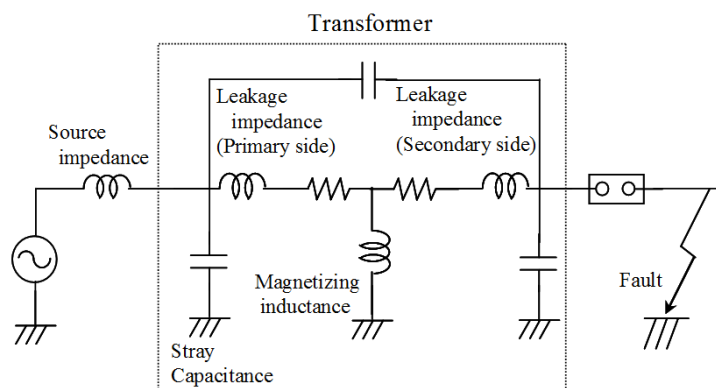 Transformer
Leakage
impedance
(Primary side)
Leakage
impedance
(Secondary side)
Source
impedance
Magnetizing
inductance
Fault
Stray
Capacitance